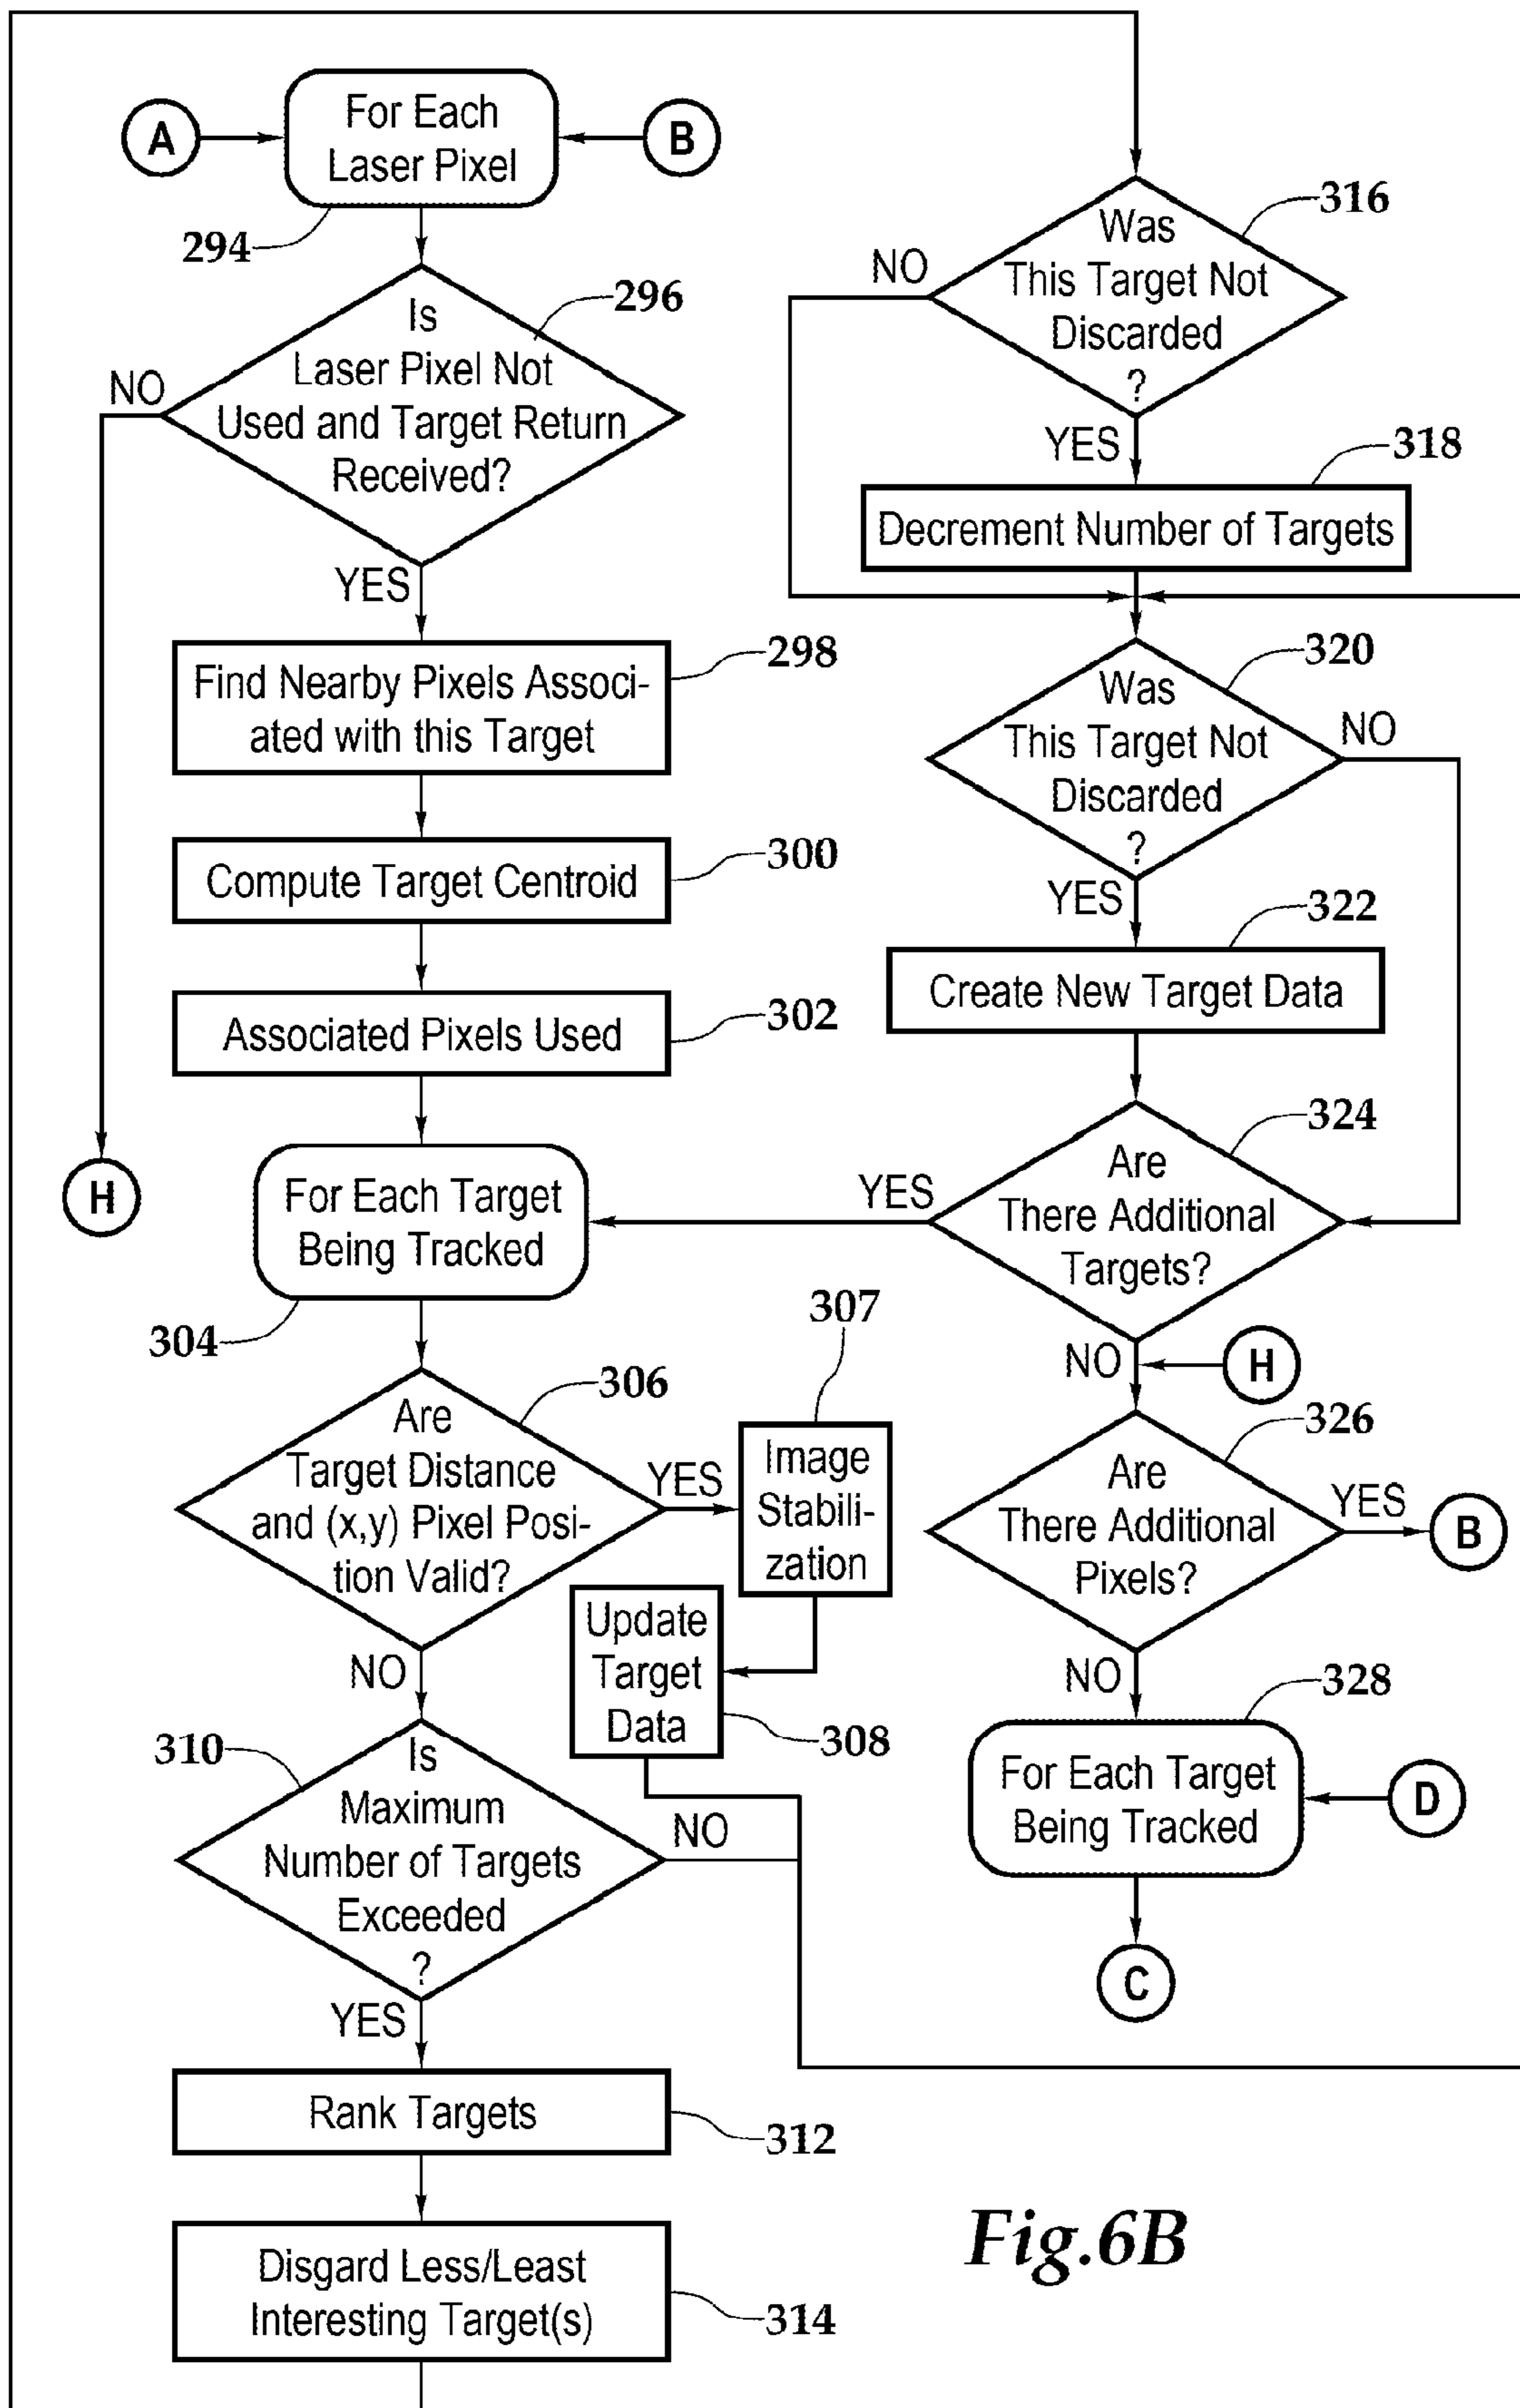 A
For Each
Laser Pixel
B
294
Is
Laser Pixel Not
Used and Target Return
Received?
296
NO
YES
Find Nearby Pixels Associ-
ated with this Target
298
Compute Target Centroid
300
Associated Pixels Used
302
H
For Each Target
Being Tracked
304
Are
Target Distance
and (x,y) Pixel Posi-
tion Valid?
306
YES
307
Image
Stabili-
zation
Update
Target
Data
308
NO
310
Is
Maximum
Number of Targets
Exceeded
?
NO
YES
Rank Targets
312
Disgard Less/Least
Interesting Target(s)
314
Was
This Target Not
Discarded
?
316
NO
YES
318
Decrement Number of Targets
Was
This Target Not
Discarded
?
320
NO
YES
322
Create New Target Data
Are
There Additional
Targets?
324
YES
NO
H
Are
There Additional
Pixels?
326
YES
B
NO
328
For Each Target
Being Tracked
D
C
Fig.6B